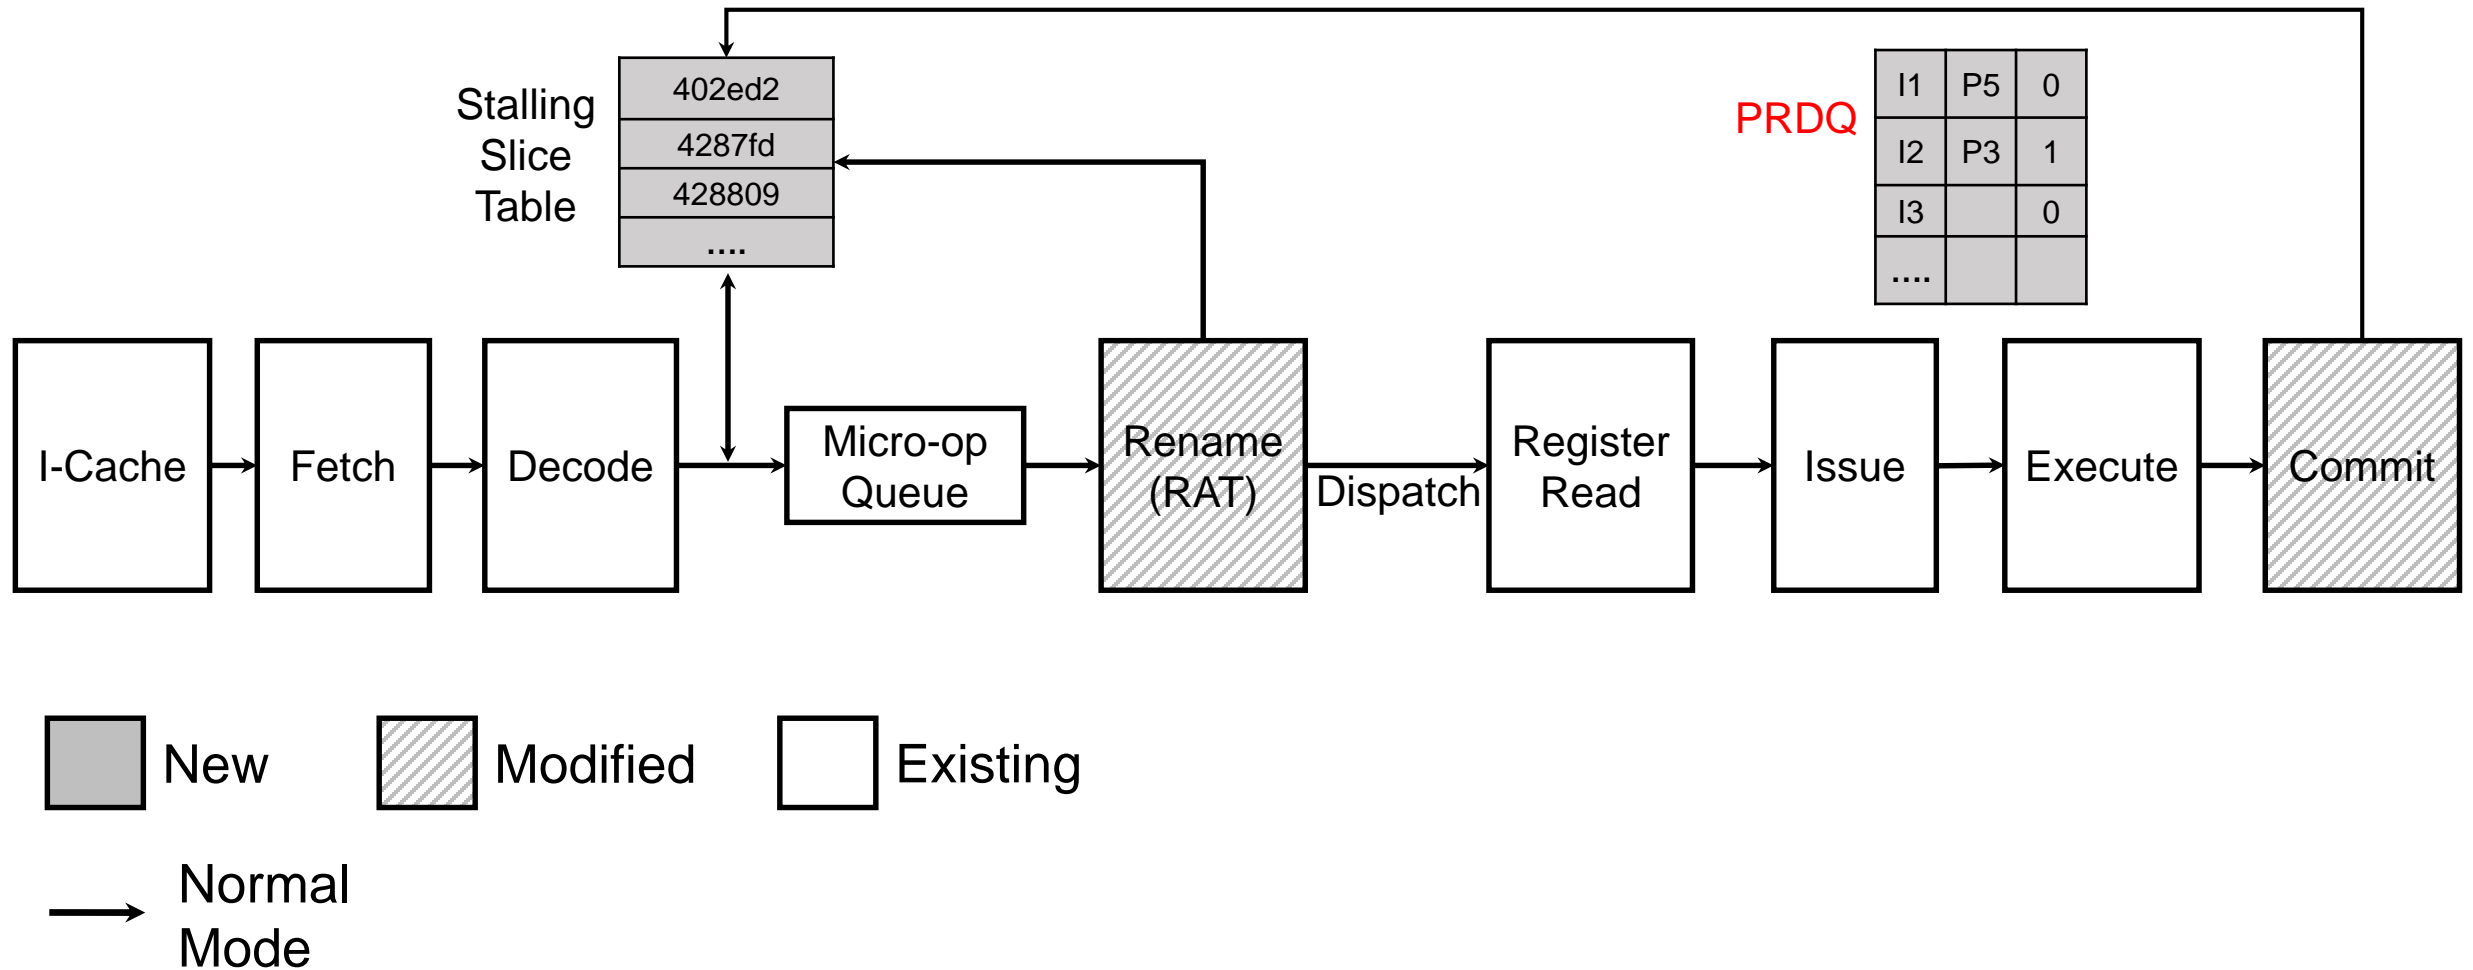 Stalling
Slice
Table
402ed2
4287fd
428809
....
PRDQ
I1 P5 0
I2 P3 1
I3 0
....
I-Cache
Fetch
Decode
Micro-op
Queue
Rename
(RAT)
Dispatch
Register
Read
Issue
Execute
Commit
New
Modified
Existing
Normal
Mode